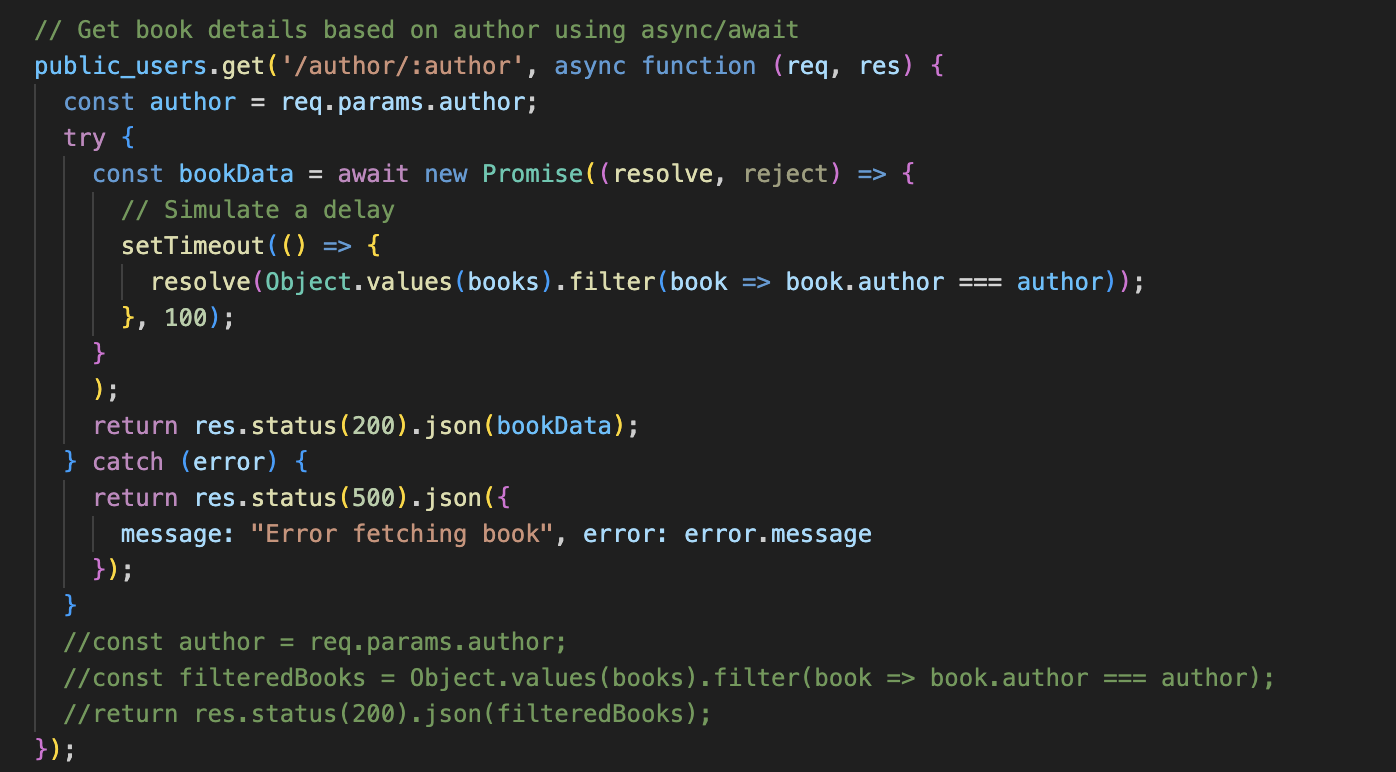 // Get book details based on author using async/await
public_users.get('/author/:author', async function (req, res) {
  const author = req.params.author;
  try {
    const bookData = await new Promise((resolve, reject) => {
      // Simulate a delay
      setTimeout(() => {
        resolve(Object.values(books).filter(book => book.author === author));
      }, 100);
    }
    );
    return res.status(200).json(bookData);
  } catch (error) {
    return res.status(500).json({
      message: "Error fetching book", error: error.message
    });
  }
  //const author = req.params.author;
  //const filteredBooks = Object.values(books).filter(book => book.author === author);
  //return res.status(200).json(filteredBooks);
});